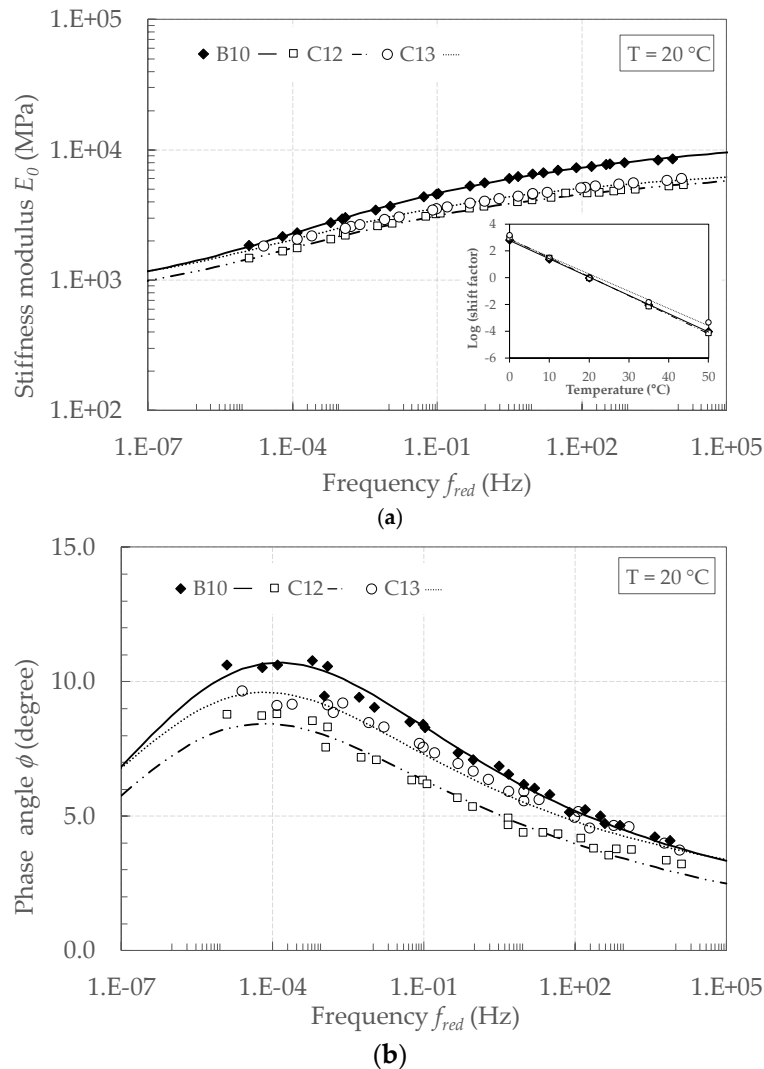 1.E+05
B10 C12 C13
T = 20 °C
1.E+04
1.E+03
1.E+02
Stiffness modulus E0 (MPa)
4
2
0
-2
-4
-6
Log (shift factor)
0 10 20 30 40 50
Temperature (°C)
1.E-07 1.E-04 1.E-01 1.E+02 1.E+05
Frequency fred (Hz)
(a)
15.0
B10 C12 C13
T = 20 °C
10.0
5.0
0.0
Phase angle ϕ (degree)
1.E-07 1.E-04 1.E-01 1.E+02 1.E+05
Frequency fred (Hz)
(b)